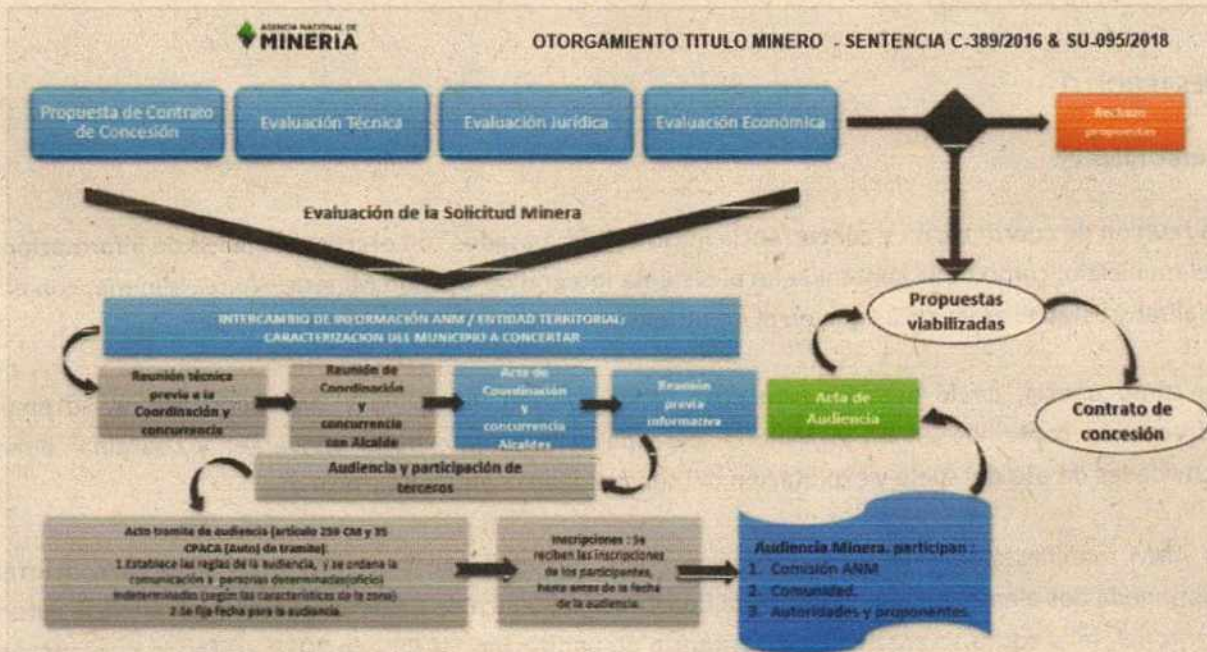 AGENCIA NACIONAL DE
MINERÍA
OTORGAMIENTO TITULO MINERO - SENTENCIA C-389/2016 & SU-095/2018
Propuesta de Contrato
de Concesión
Evaluación Técnica
Evaluación Jurídica
Evaluación Económica
Rechazo
propuestas
Evaluación de la Solicitud Minera
INTERCAMBIO DE INFORMACIÓN ANM / ENTIDAD TERRITORIAL:
CARACTERIZACION DEL MUNICIPIO A CONCERTAR
Propuestas
viabilizadas
Reunión técnica
previa a la
Coordinación y
concurrencia
Reunión de
Coordinación
y
concurrencia
con Alcalde
Acta de
Coordinación
y
concurrencia
Alcaldes
Reunión
previa
informativa
Acta de
Audiencia
Contrato de
concesión
Audiencia y participación de
terceros
Acto tramite de audiencia (artículo 259 CM y 35
CPACA (Auto) de tramite):
1.Establece las reglas de la audiencia, y se ordena la
comunicación a personas determinadas(oficio)
indeterminadas (según las características de la zona)
2.Se fija fecha para la audiencia.
Inscripciones : Se
reciben las inscripciones
de los participantes,
hasta antes de la fecha
de la audiencia.
Audiencia Minera. participan :
1. Comisión ANM
2. Comunidad.
3. Autoridades y proponentes.